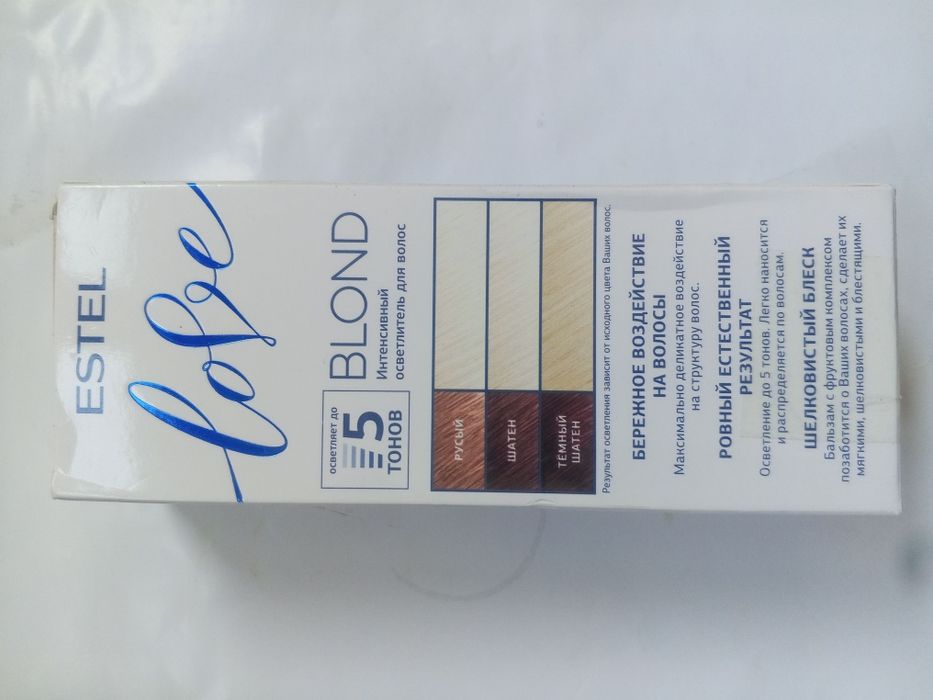 ESTEL
love
осветляет до
5
ТОНОВ
BLOND
Интенсивный
осветлитель для волос
РУСЫЙ
ШАТЕН
ТЁМНЫЙ
ШАТЕН
Результат осветления зависит от исходного цвета Ваших волос.
БЕРЕЖНОЕ ВОЗДЕЙСТВИЕ
НА ВОЛОСЫ
Максимально деликатное воздействие
на структуру волос.
РОВНЫЙ ЕСТЕСТВЕННЫЙ
РЕЗУЛЬТАТ
Осветление до 5 тонов. Легко наносится
и распределяется по волосам.
ШЕЛКОВИСТЫЙ БЛЕСК
Бальзам с фруктовым комплексом
позаботится о Ваших волосах, сделает их
мягкими, шелковистыми и блестящими.